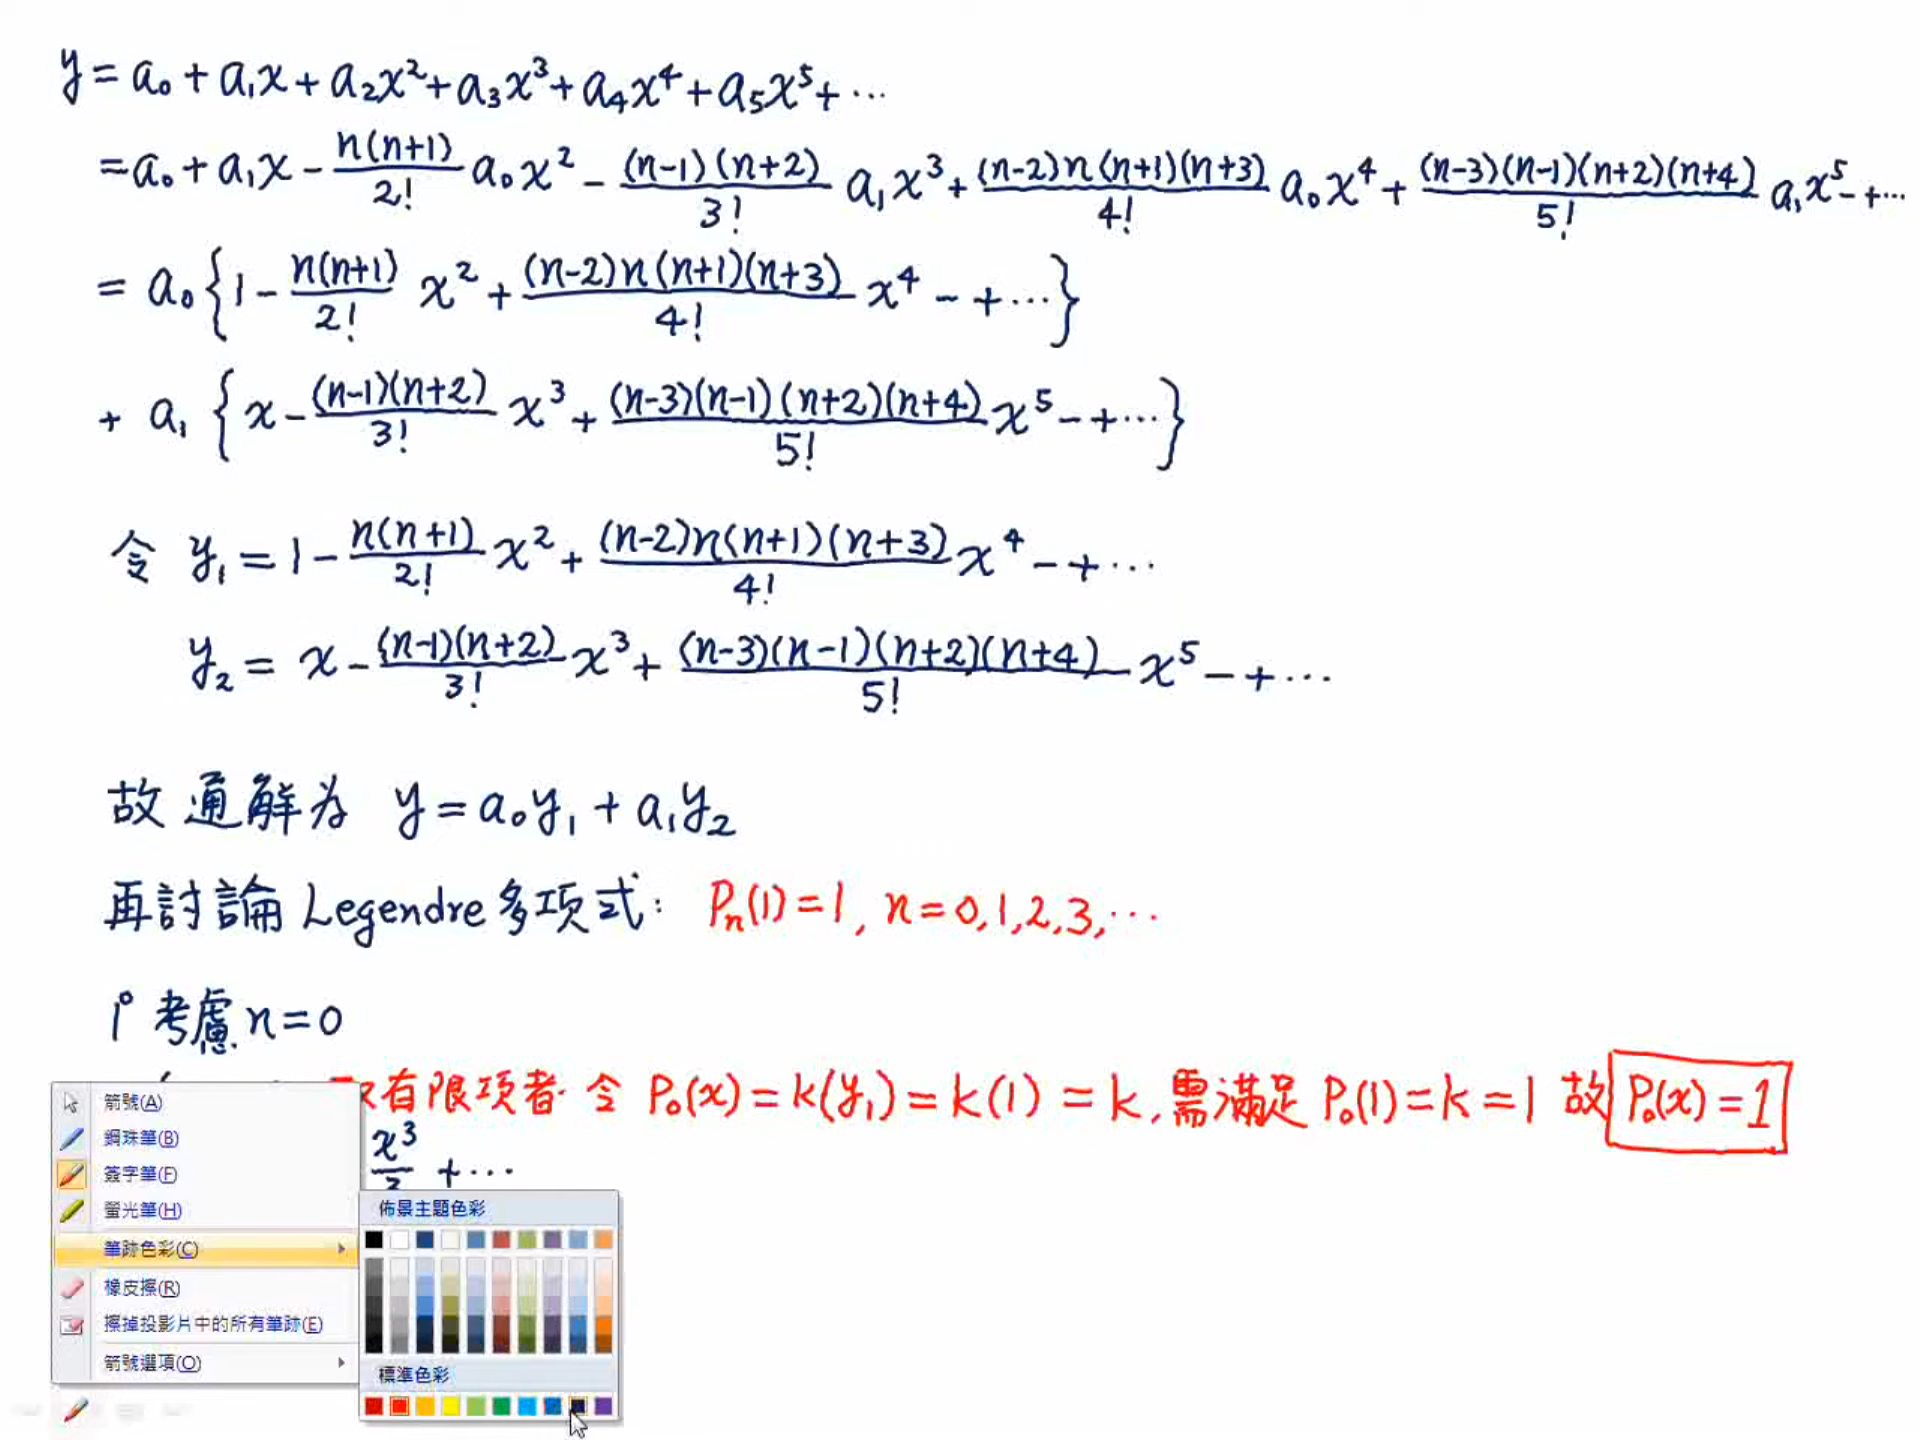 y = a₀ + a₁x + a₂x² + a₃x³ + a₄x⁴ + a₅x⁵ + ⋯
= a₀ + a₁x - n(n+1)/2! a₀x² - (n-1)(n+2)/3! a₁x³ + (n-2)n(n+1)(n+3)/4! a₀x⁴ + (n-3)(n-1)(n+2)(n+4)/5! a₁x⁵ - + ⋯
= a₀ { 1 - n(n+1)/2! x² + (n-2)n(n+1)(n+3)/4! x⁴ - + ⋯ }
+ a₁ { x - (n-1)(n+2)/3! x³ + (n-3)(n-1)(n+2)(n+4)/5! x⁵ - + ⋯ }
令 y₁ = 1 - n(n+1)/2! x² + (n-2)n(n+1)(n+3)/4! x⁴ - + ⋯
y₂ = x - (n-1)(n+2)/3! x³ + (n-3)(n-1)(n+2)(n+4)/5! x⁵ - + ⋯
故通解為 y = a₀y₁ + a₁y₂
再討論 Legendre 多項式: Pₙ(1) = 1, n = 0,1,2,3,⋯
1° 考慮 n = 0
有限項者. 令 P₀(x) = k(y₁) = k(1) = k, 需滿足 P₀(1) = k = 1 故 P₀(x) = 1
x³/3 + ⋯
箭號(A)
鋼珠筆(B)
簽字筆(F)
螢光筆(H)
筆跡色彩(C)
橡皮擦(R)
擦掉投影片中的所有筆跡(E)
箭號選項(O)
佈景主題色彩
標準色彩